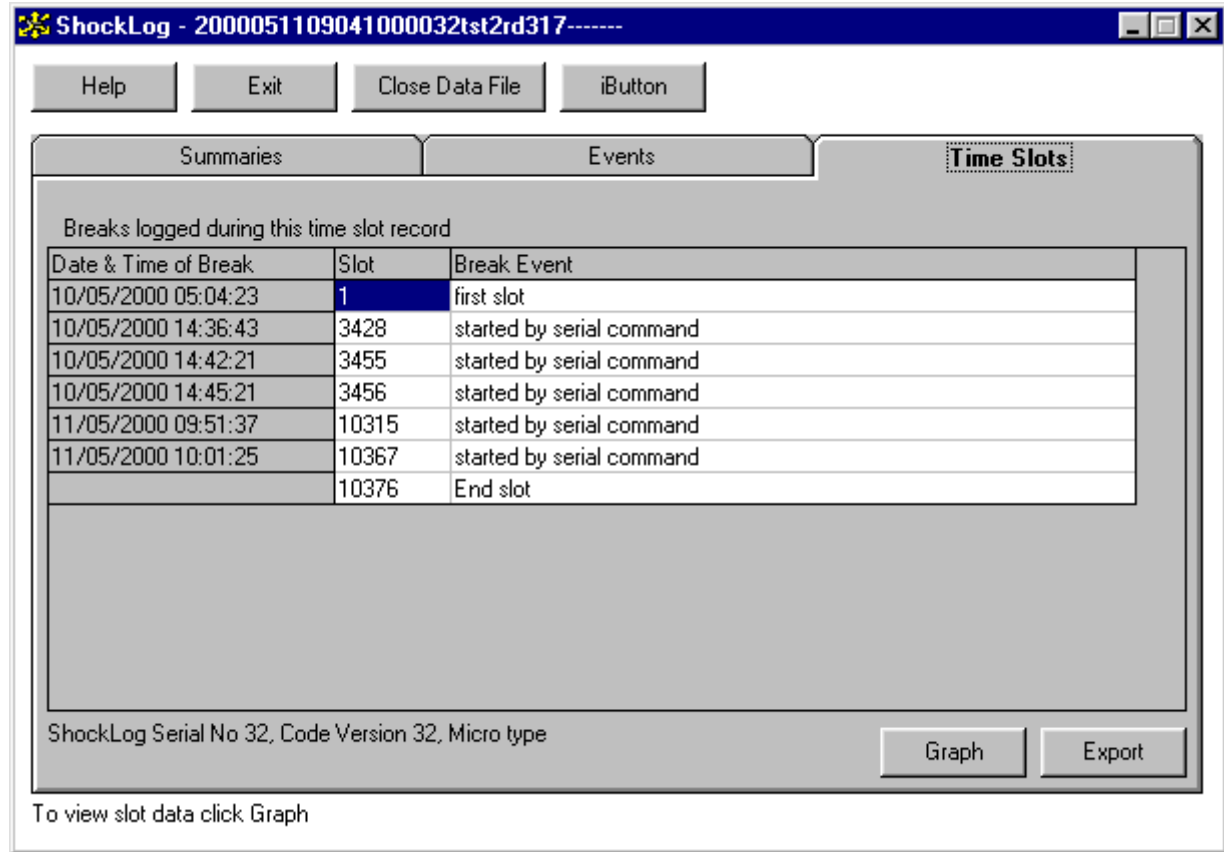 ShockLog - 2000051109041000032tst2rd317-------
Help Exit Close Data File iButton
Summaries Events Time Slots
Breaks logged during this time slot record
Date & Time of Break Slot Break Event
10/05/2000 05:04:23 1 first slot
10/05/2000 14:36:43 3428 started by serial command
10/05/2000 14:42:21 3455 started by serial command
10/05/2000 14:45:21 3456 started by serial command
11/05/2000 09:51:37 10315 started by serial command
11/05/2000 10:01:25 10367 started by serial command
10376 End slot
ShockLog Serial No 32, Code Version 32, Micro type
Graph Export
To view slot data click Graph